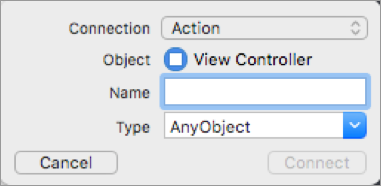 Connection Action
Object View Controller
Name
Type AnyObject
Cancel Connect